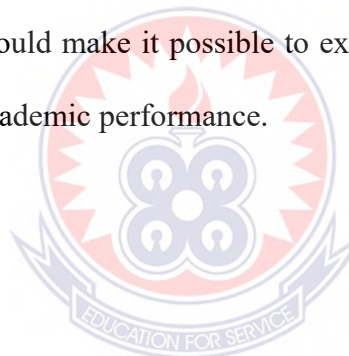 ould make it possible to ex
ademic performance.
EDUCATION FOR SERVICE